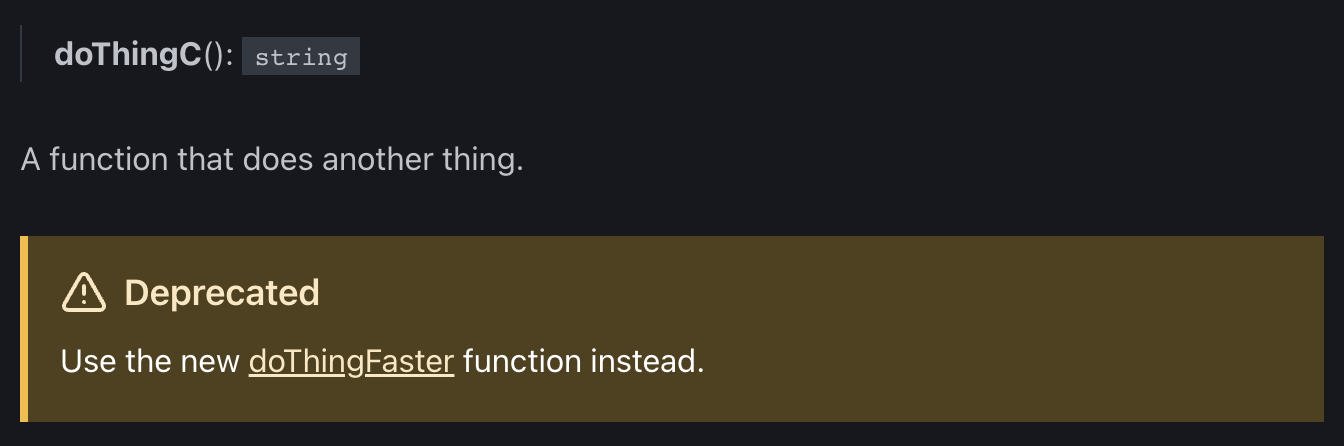 doThingC(): string
A function that does another thing.
Deprecated
Use the new doThingFaster function instead.